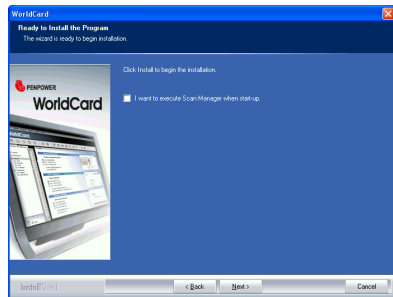 WorldCard
Ready to Install the Program
The wizard is ready to begin installation.
Click Install to begin the installation.
I want to execute Scan Manager when start-up.
PENPOWER
WorldCard
InstallShield
< Back
Next >
Cancel